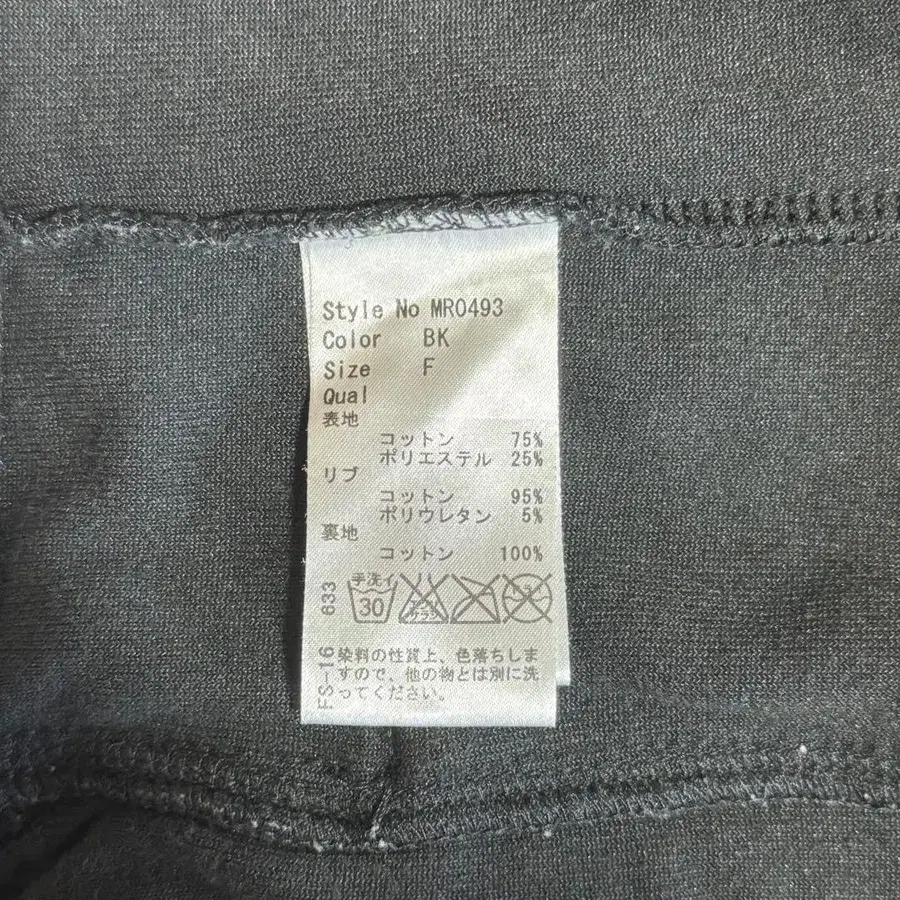 Style No MR0493
Color BK
Size F
Qual
表地
コットン 75%
ポリエステル 25%
リブ
コットン 95%
ポリウレタン 5%
裏地
コットン 100%
手洗イ
30
633
FS-16
染料の性質上、色落ちしま
すので、他の物とは別に洗
ってください。